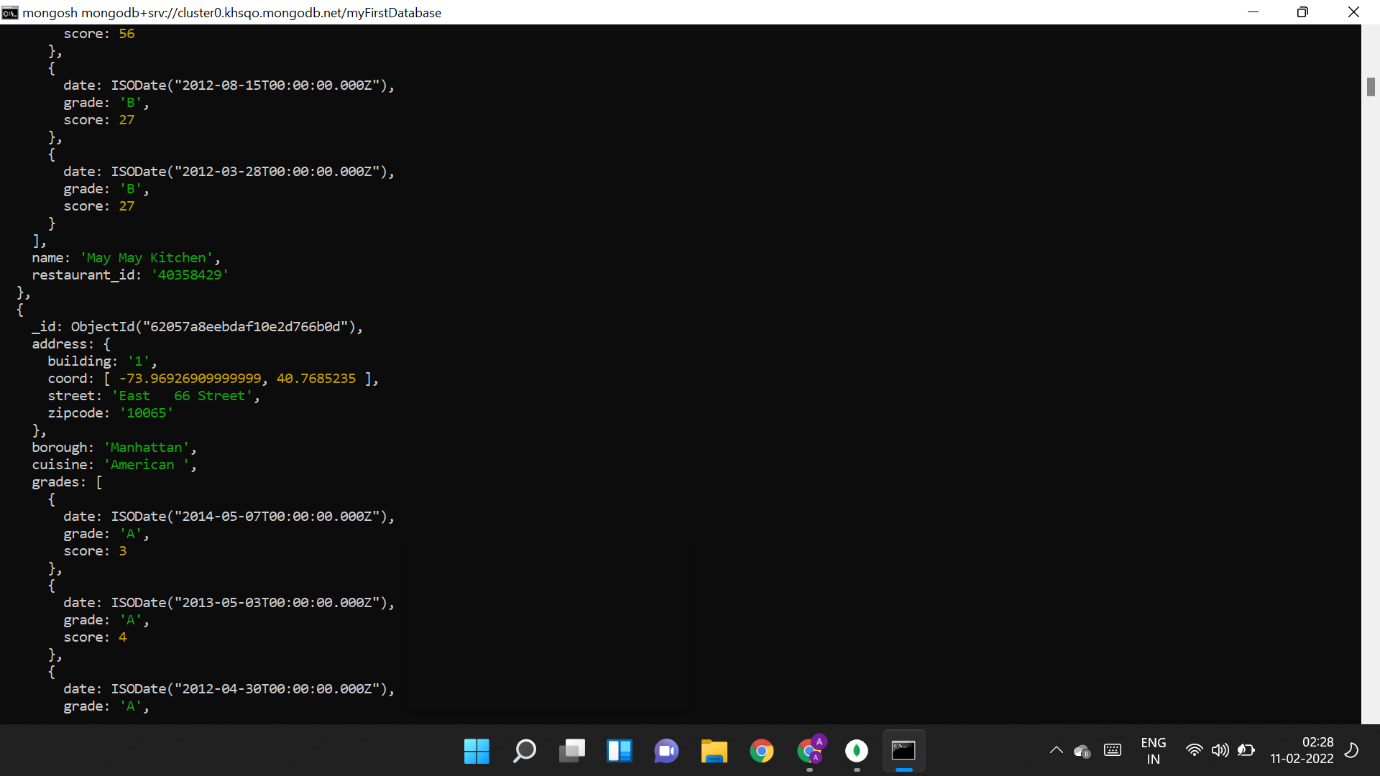 mongosh mongodb+srv://cluster0.khsqo.mongodb.net/myFirstDatabase
      score: 56
    },
    {
      date: ISODate("2012-08-15T00:00:00.000Z"),
      grade: 'B',
      score: 27
    },
    {
      date: ISODate("2012-03-28T00:00:00.000Z"),
      grade: 'B',
      score: 27
    }
  ],
  name: 'May May Kitchen',
  restaurant_id: '40358429'
},
{
  _id: ObjectId("62057a8eebdaf10e2d766b0d"),
  address: {
    building: '1',
    coord: [ -73.96926909999999, 40.7685235 ],
    street: 'East   66 Street',
    zipcode: '10065'
  },
  borough: 'Manhattan',
  cuisine: 'American ',
  grades: [
    {
      date: ISODate("2014-05-07T00:00:00.000Z"),
      grade: 'A',
      score: 3
    },
    {
      date: ISODate("2013-05-03T00:00:00.000Z"),
      grade: 'A',
      score: 4
    },
    {
      date: ISODate("2012-04-30T00:00:00.000Z"),
      grade: 'A',
A
A
ENG
IN
02:28
11-02-2022